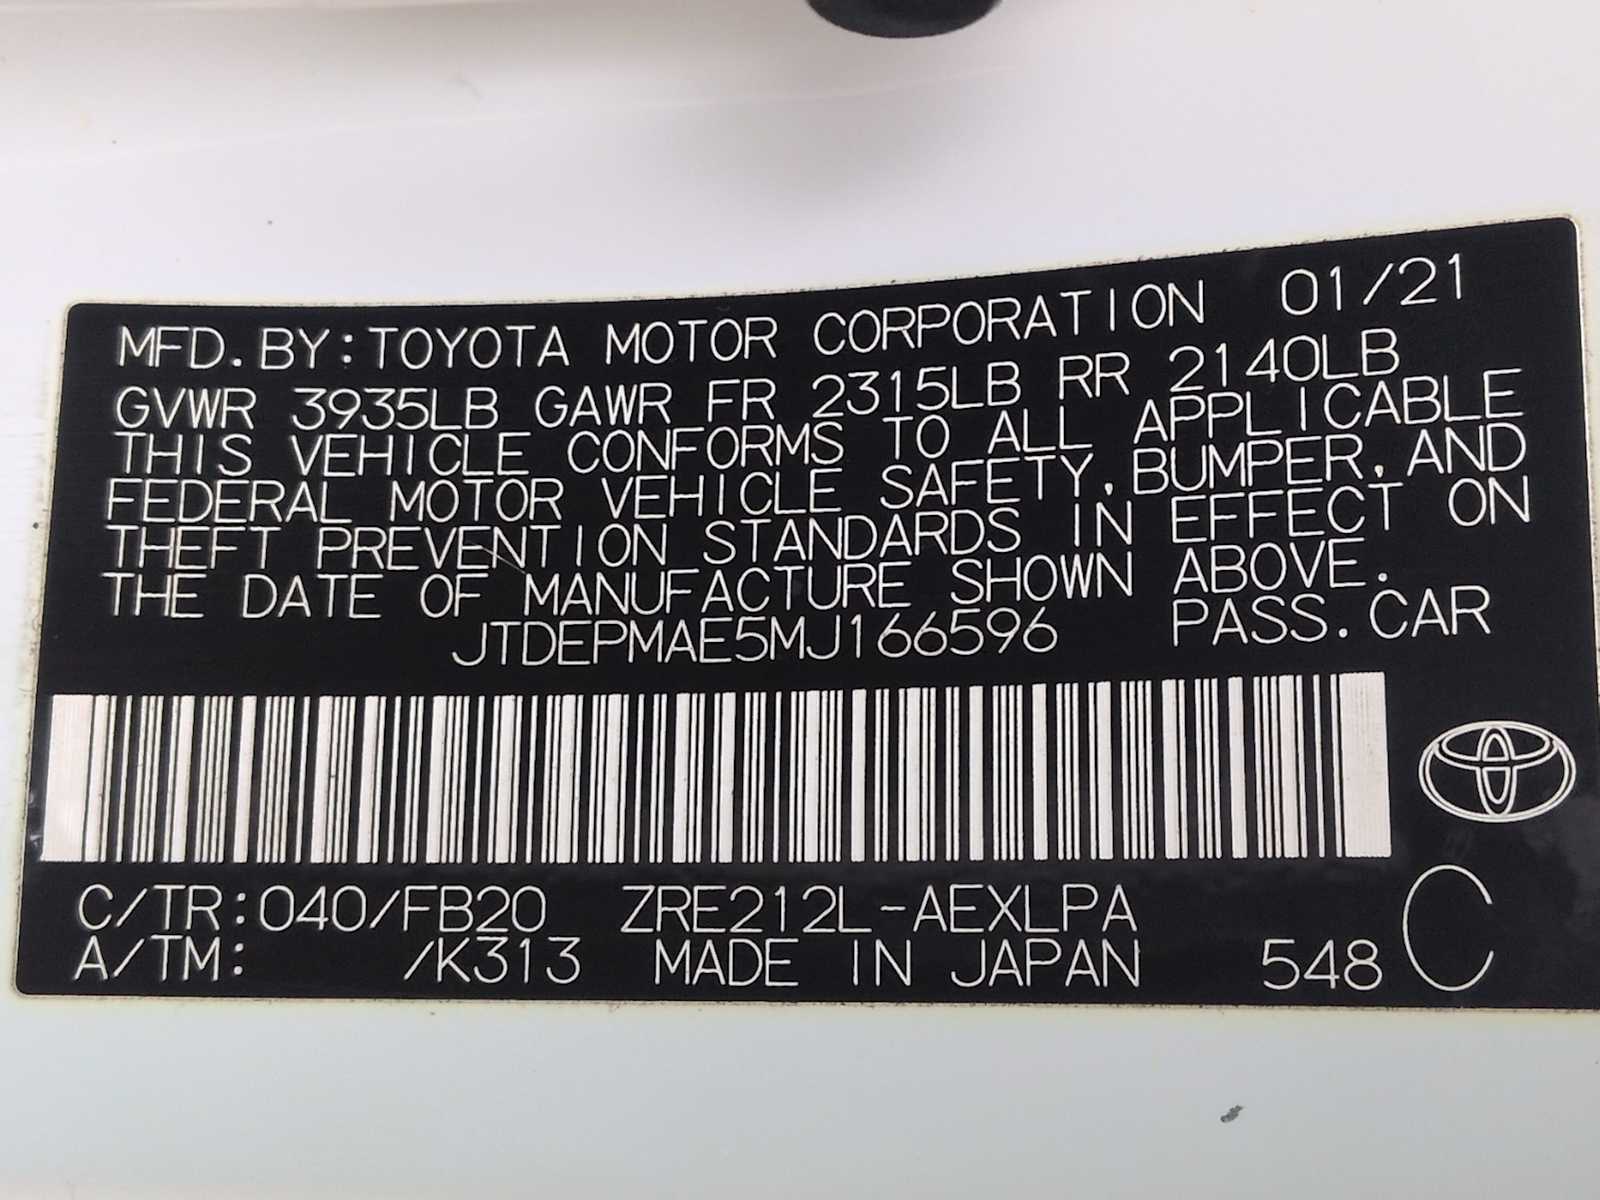 MFD.BY:TOYOTA MOTOR CORPORATION 01/21
GVWR 3935LB GAWR FR 2315LB RR 2140LB
THIS VEHICLE CONFORMS TO ALL APPLICABLE
FEDERAL MOTOR VEHICLE SAFETY, BUMPER, AND
THEFT PREVENTION STANDARDS IN EFFECT ON
THE DATE OF MANUFACTURE SHOWN ABOVE.
JTDEPMAE5MJ166596 PASS.CAR
C/TR:040/FB20 ZRE212L-AEXLPA
A/TM: /K313 MADE IN JAPAN 548 C